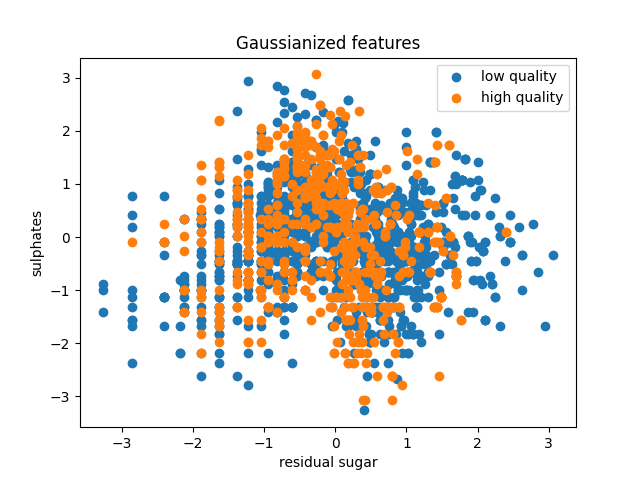 Gaussianized features
low quality
high quality
sulphates
3
2
1
0
−1
−2
−3
−3
−2
−1
0
1
2
3
residual sugar